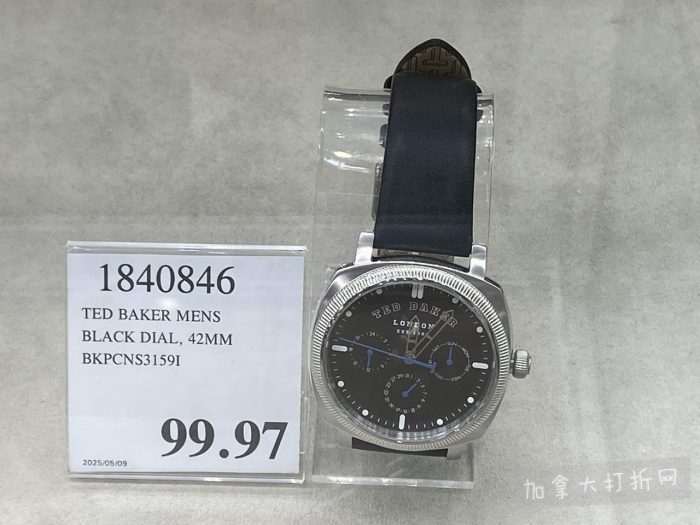 1840846
TED BAKER MENS
BLACK DIAL, 42MM
BKPCNS3159I
99.97
2025/05/09
TED BAKER
LONDON
加拿大打折网